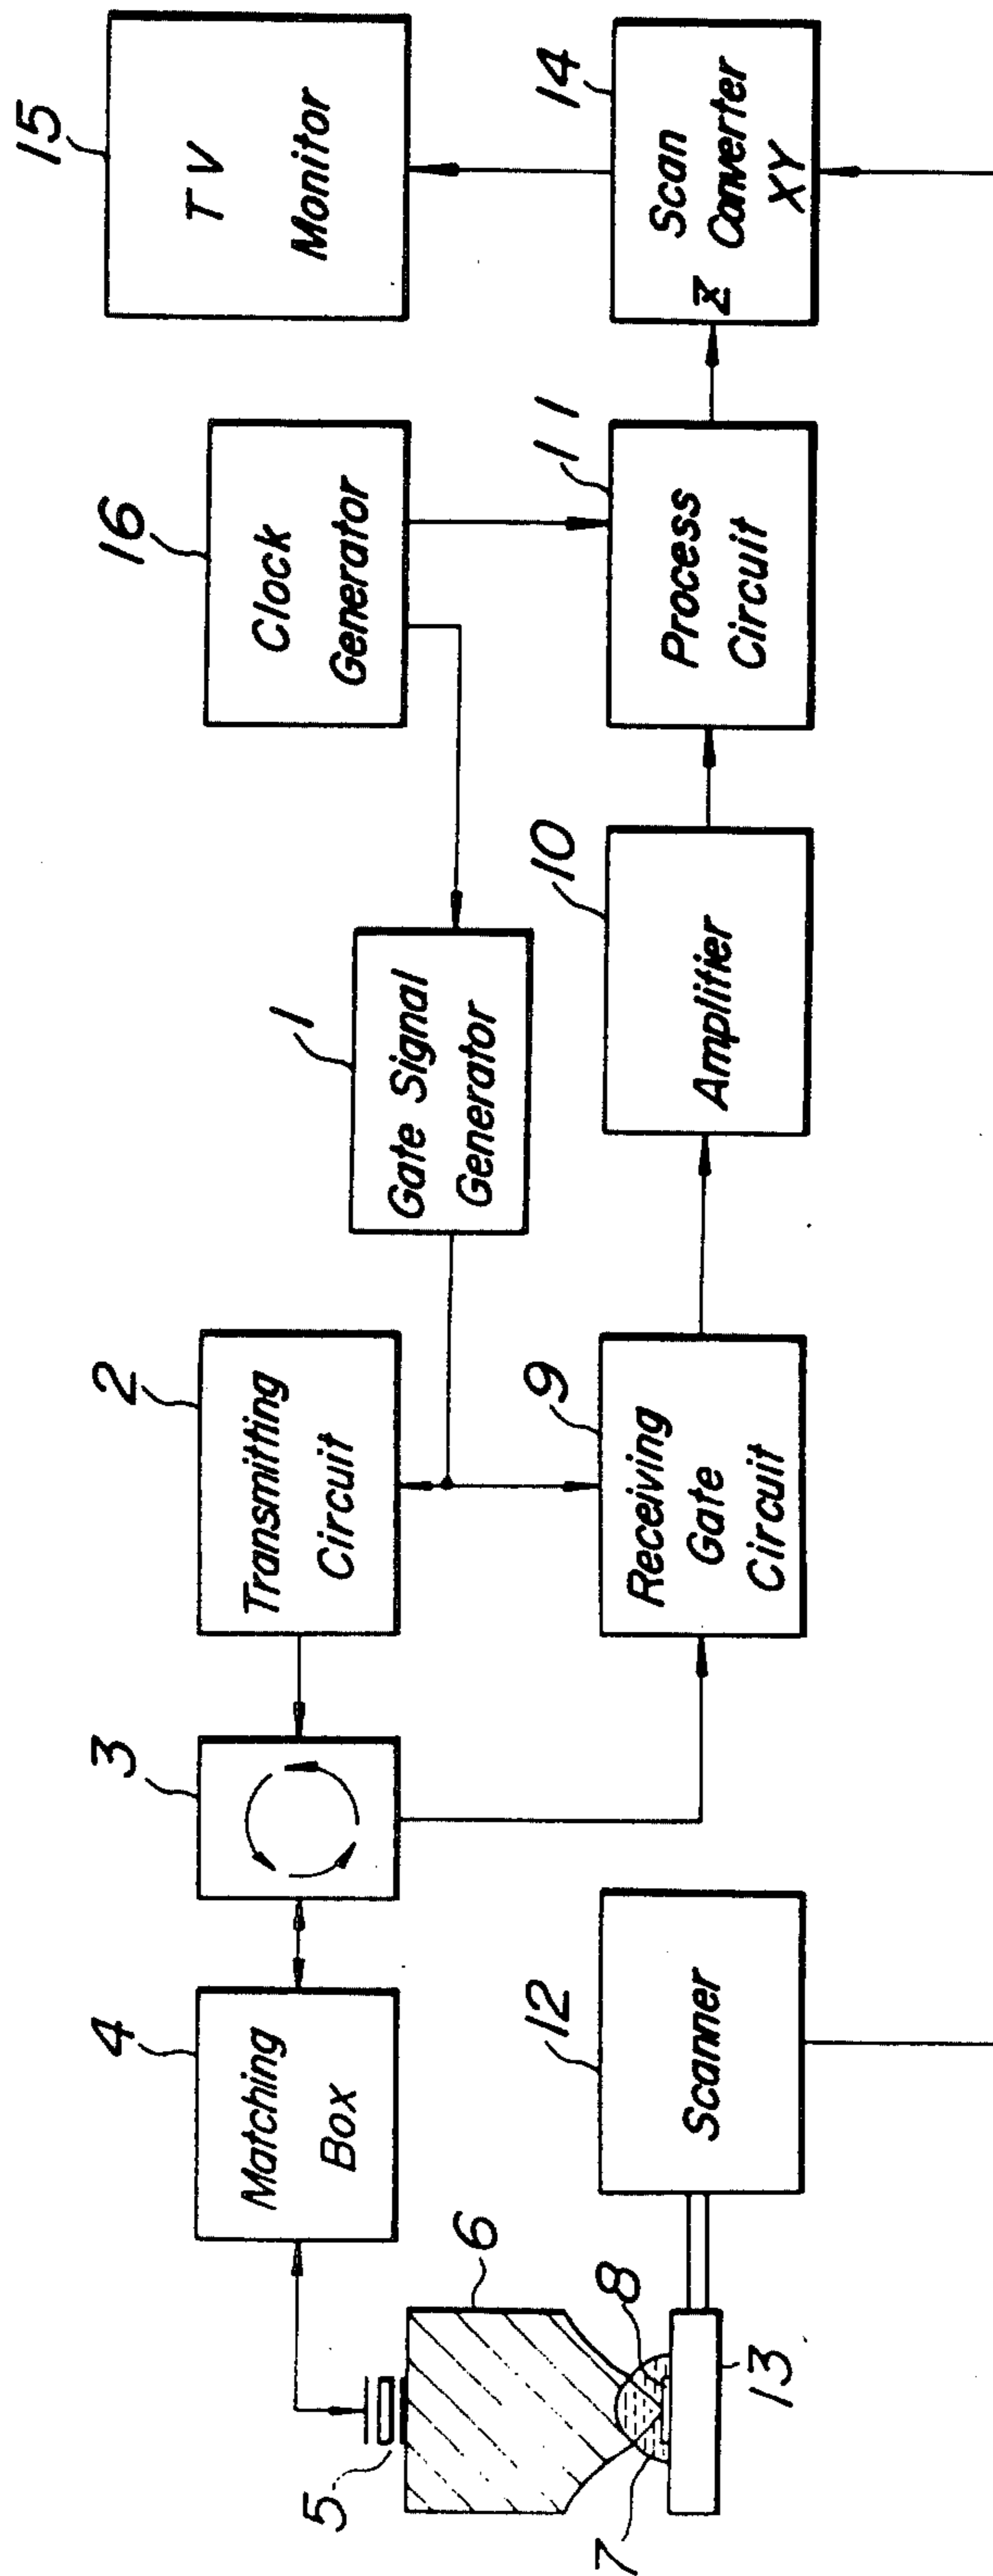 15
TV
Monitor
16
Clock
Generator
14
Scan
Z Converter
XY
1
Gate Signal
Generator
11
Process
Circuit
10
Amplifier
2
Transmitting
Circuit
9
Receiving
Gate
Circuit
3
4
Matching
Box
12
Scanner
5
6
7
8
13